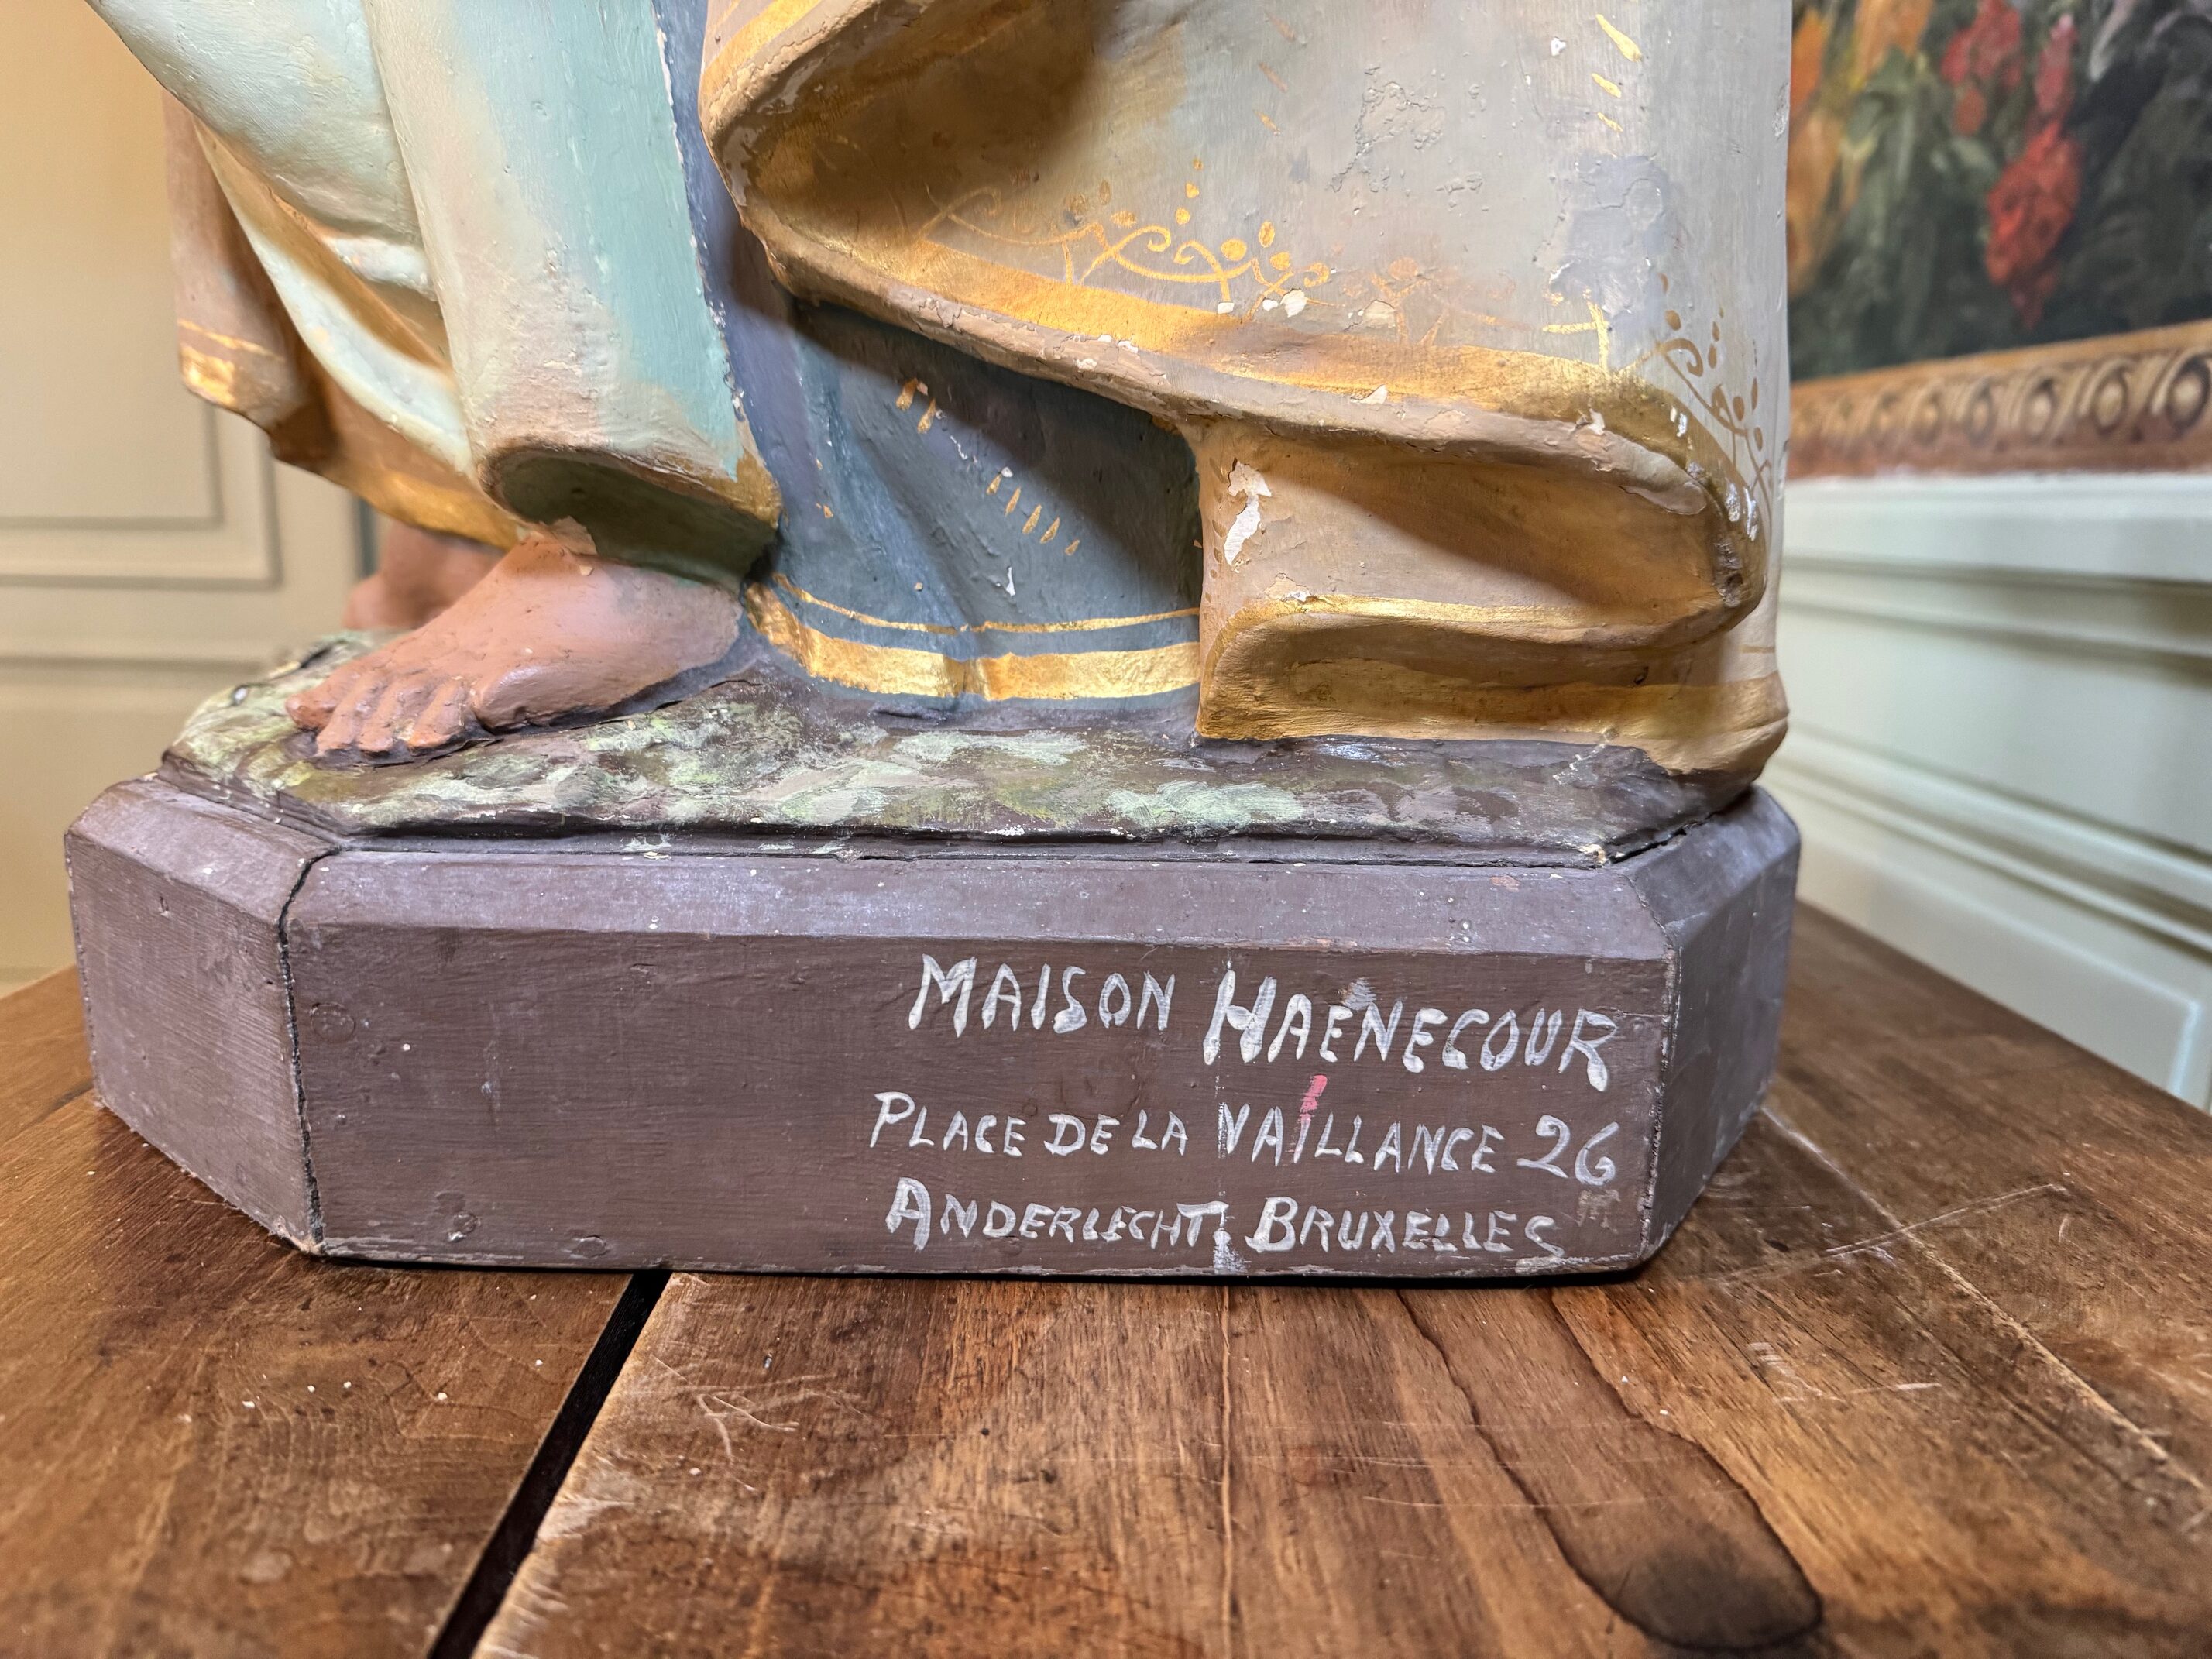 MAISON HAENECOUR
PLACE DE LA VAILLANCE 26
ANDERLECHT. BRUXELLES